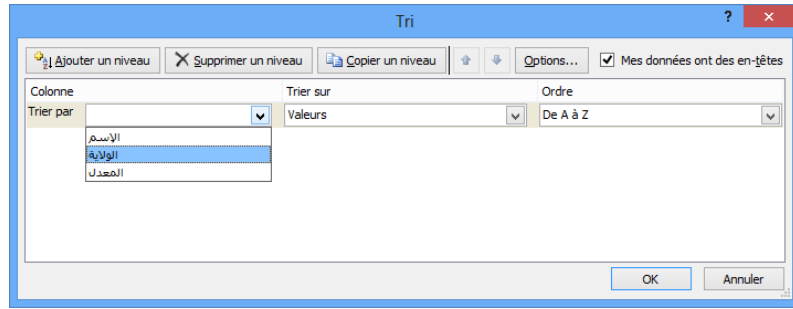 Tri
?
Ajouter un niveau Supprimer un niveau Copier un niveau Options... Mes données ont des en-têtes
Colonne Trier sur Ordre
Trier par Valeurs De A à Z
الإسم
الولاية
المعدل
OK Annuler